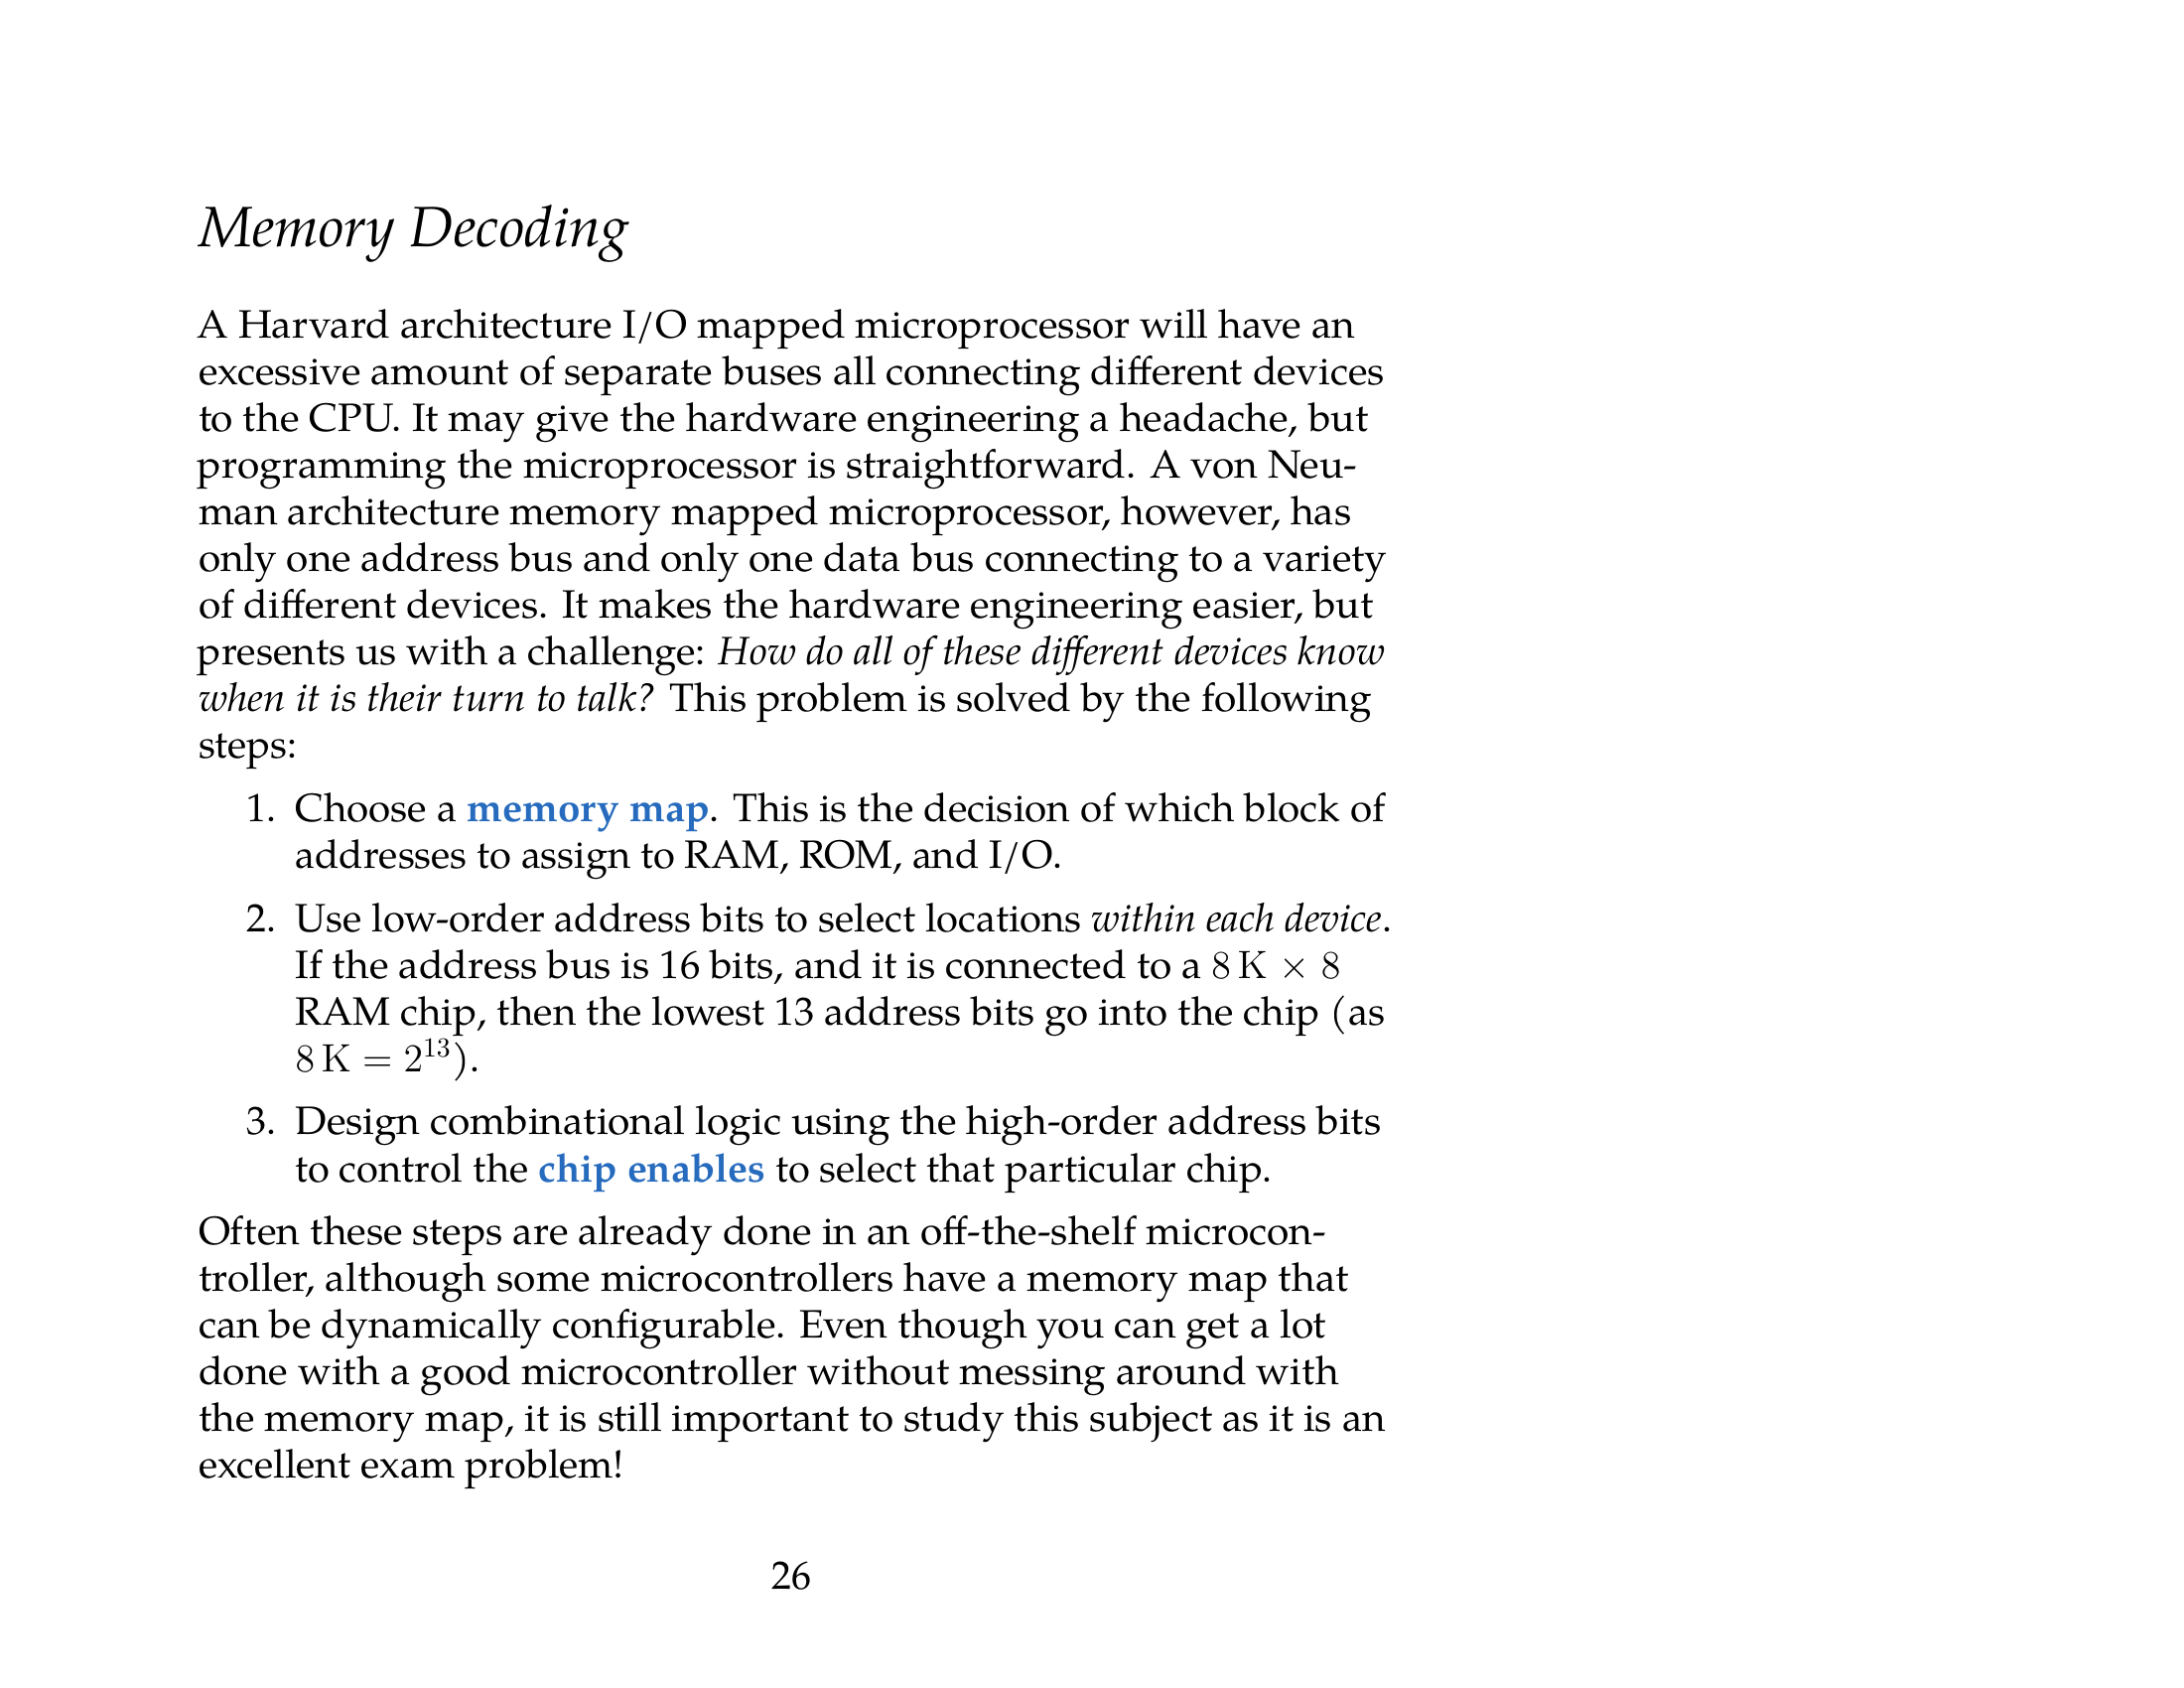 Memory Decoding
A Harvard architecture I/O mapped microprocessor will have an
excessive amount of separate buses all connecting different devices
to the CPU. It may give the hardware engineering a headache, but
programming the microprocessor is straightforward. A von Neu-
man architecture memory mapped microprocessor, however, has
only one address bus and only one data bus connecting to a variety
of different devices. It makes the hardware engineering easier, but
presents us with a challenge: How do all of these different devices know
when it is their turn to talk? This problem is solved by the following
steps:
1. Choose a memory map. This is the decision of which block of
addresses to assign to RAM, ROM, and I/O.
2. Use low-order address bits to select locations within each device.
If the address bus is 16 bits, and it is connected to a 8 K × 8
RAM chip, then the lowest 13 address bits go into the chip (as
8 K = 2¹³).
3. Design combinational logic using the high-order address bits
to control the chip enables to select that particular chip.
Often these steps are already done in an off-the-shelf microcon-
troller, although some microcontrollers have a memory map that
can be dynamically configurable. Even though you can get a lot
done with a good microcontroller without messing around with
the memory map, it is still important to study this subject as it is an
excellent exam problem!
26